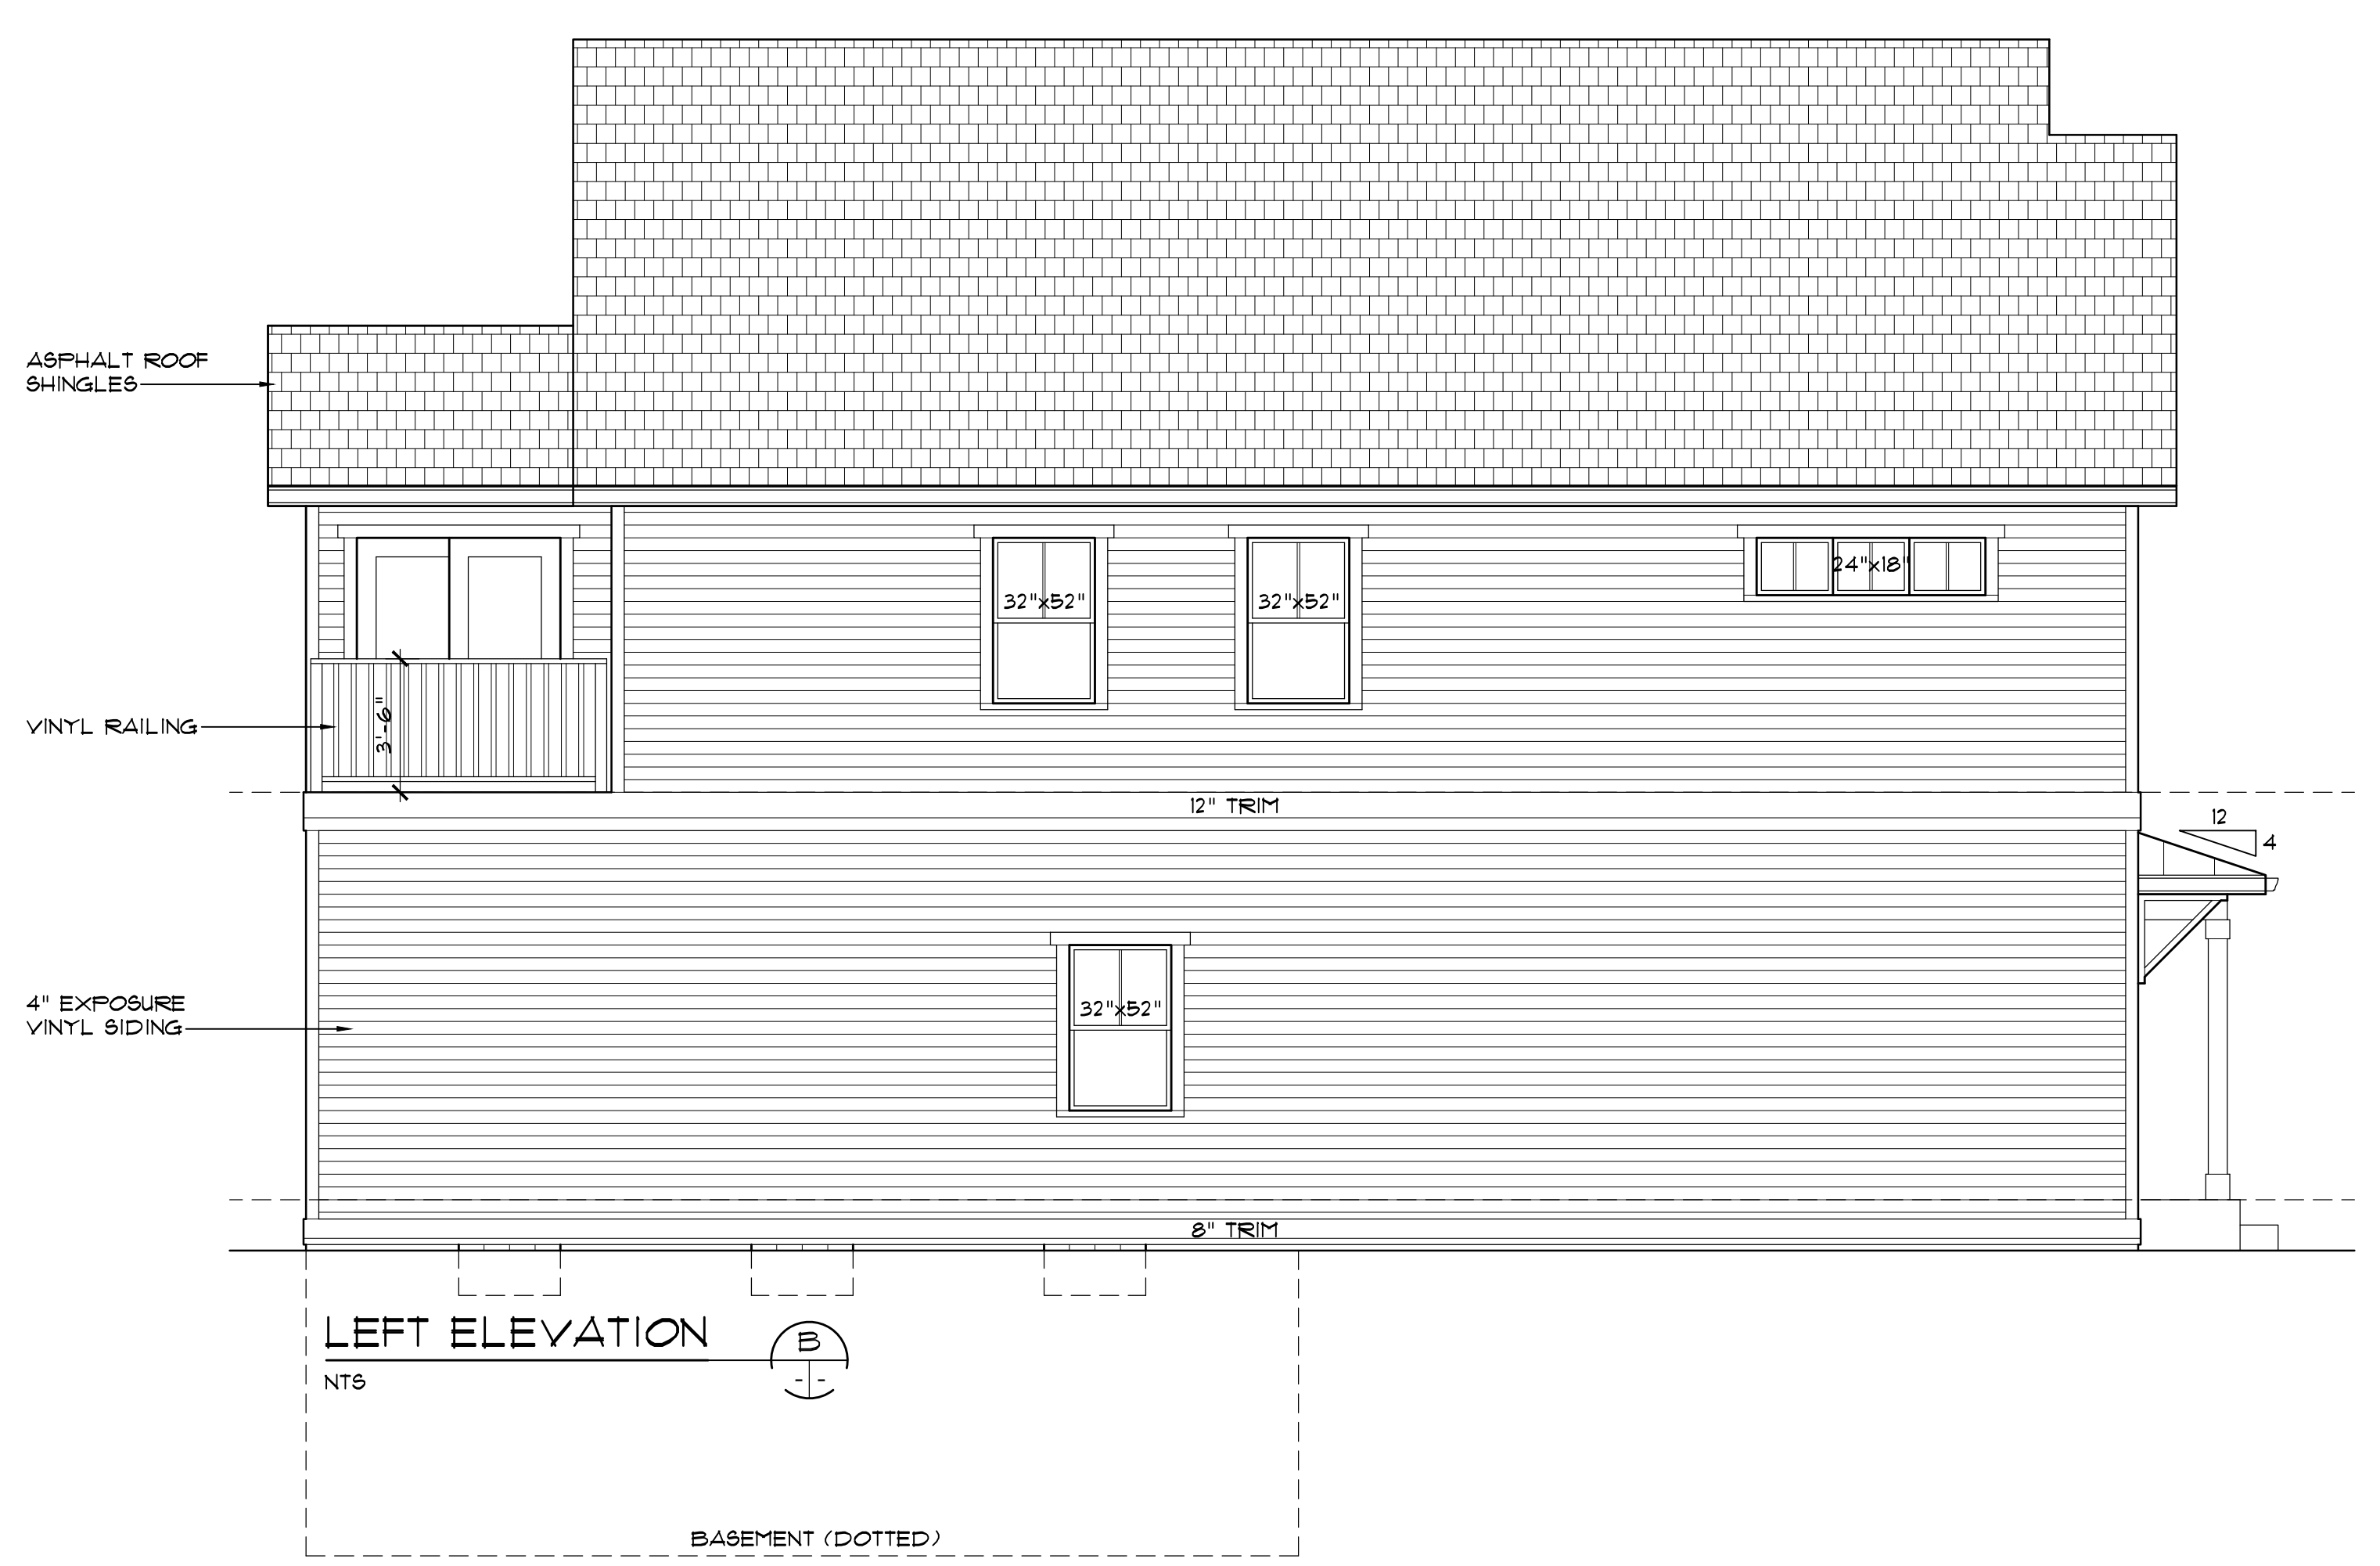 ASPHALT ROOF
SHINGLES
24"x18"
32"x52"
32"x52"
VINYL RAILING
3'-6"
12" TRIM
12
4
4" EXPOSURE
VINYL SIDING
32"x52"
8" TRIM
LEFT ELEVATION
B
NTS
- -
BASEMENT (DOTTED)